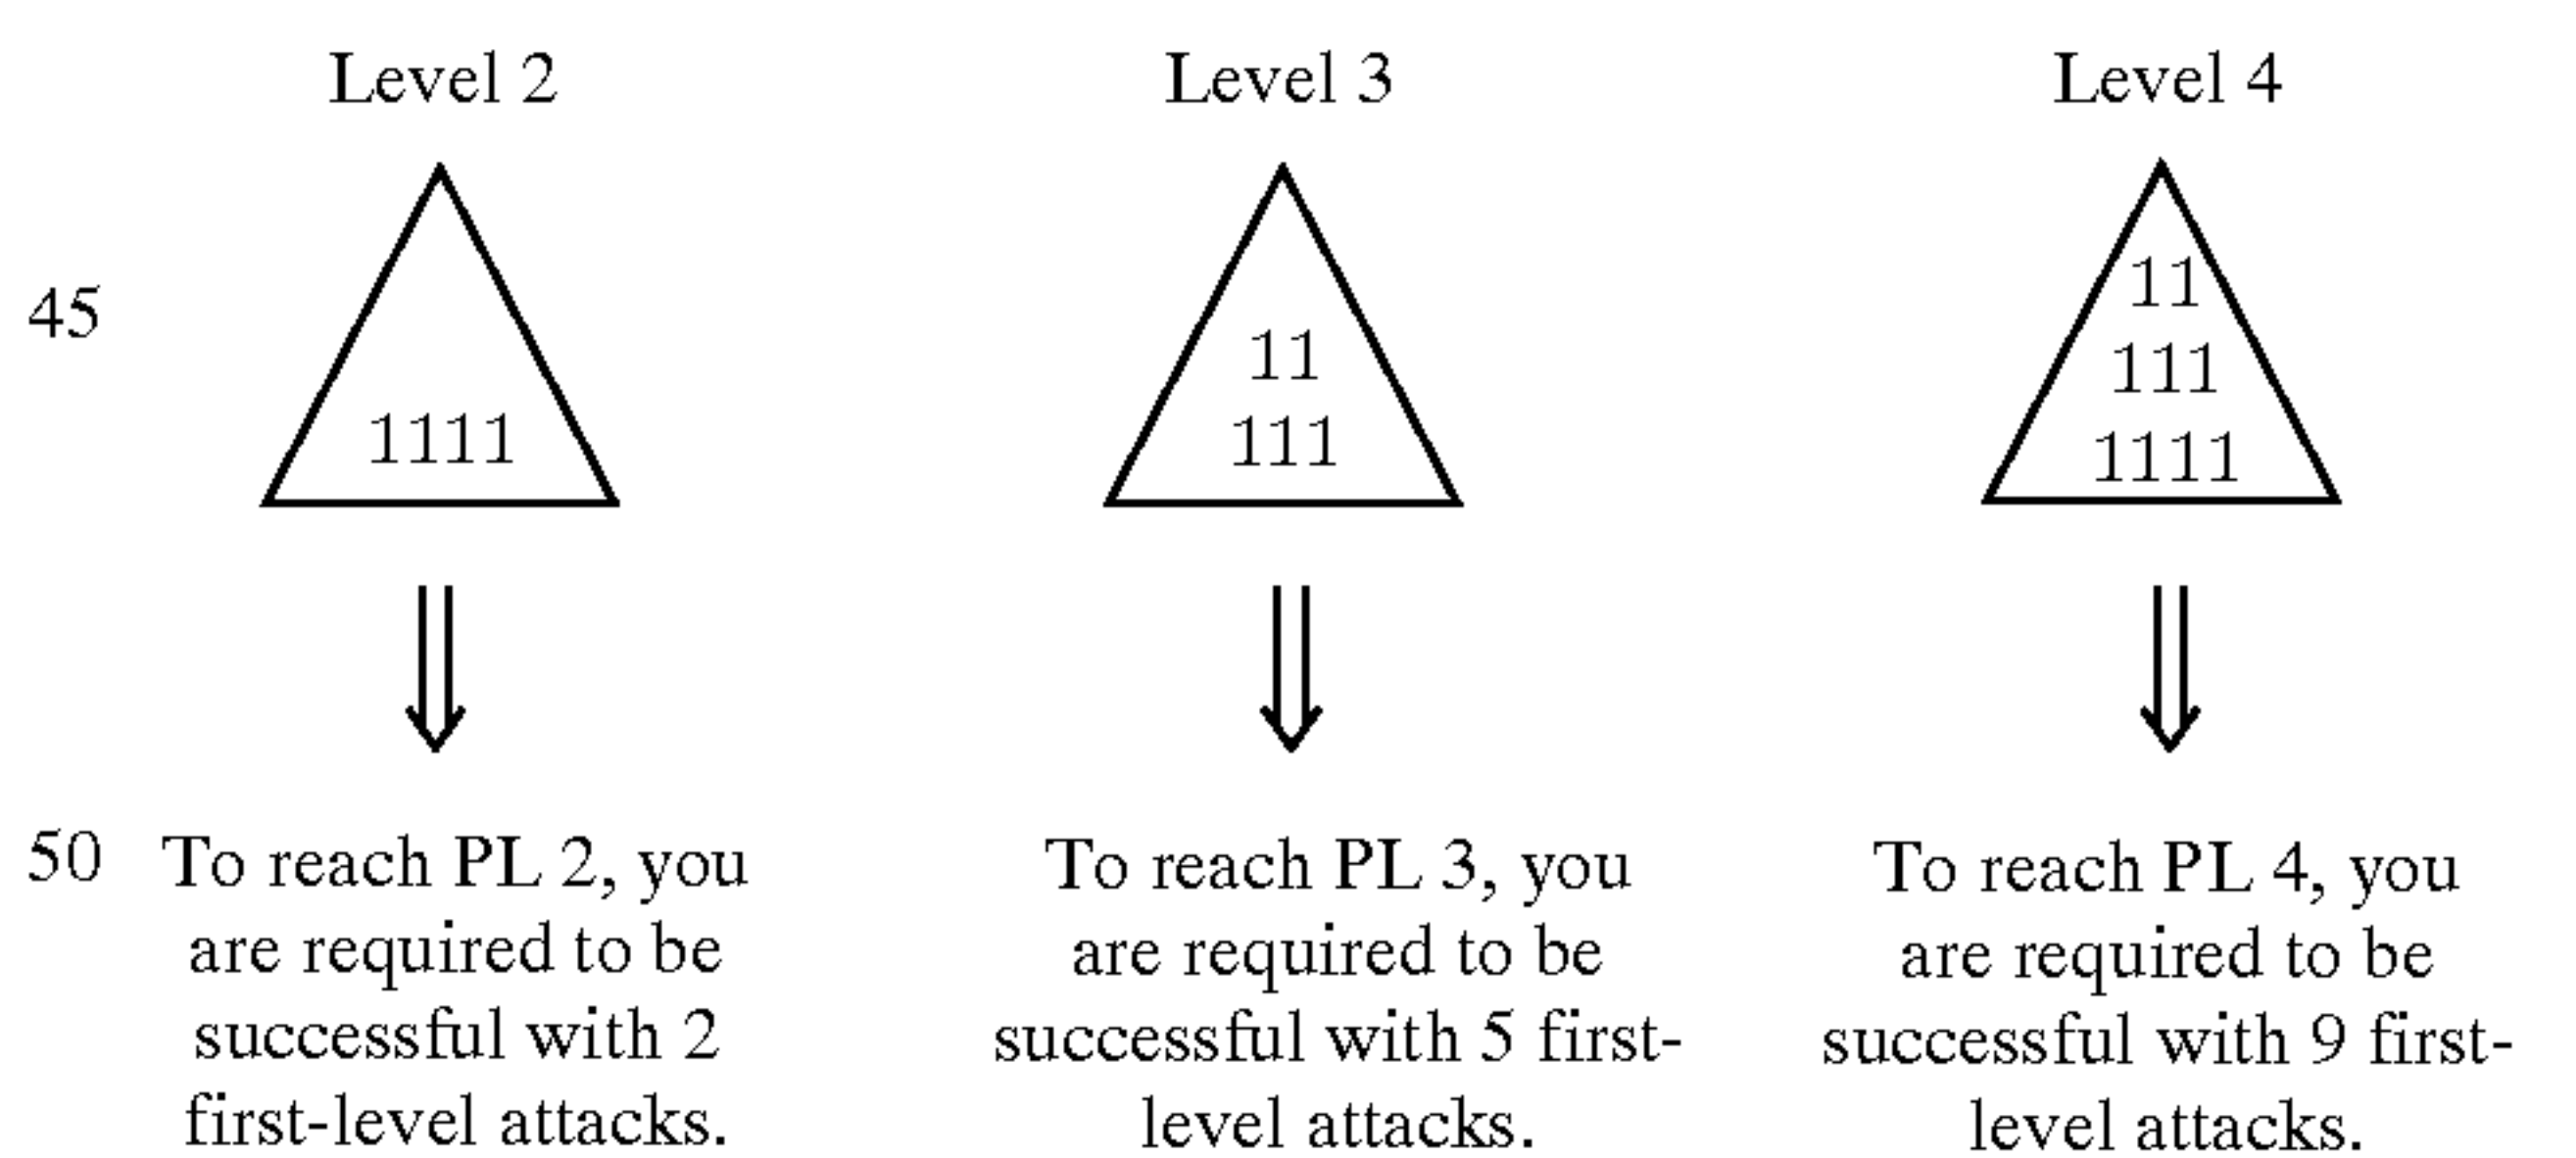 Level 2 Level 3 Level 4
11
45
11 111
1111 111 1111
50 To reach PL 2, you To reach PL 3, you To reach PL 4, you
are required to be are required to be are required to be
successful with 2 successful with 5 first- successful with 9 first-
first-level attacks. level attacks. level attacks.